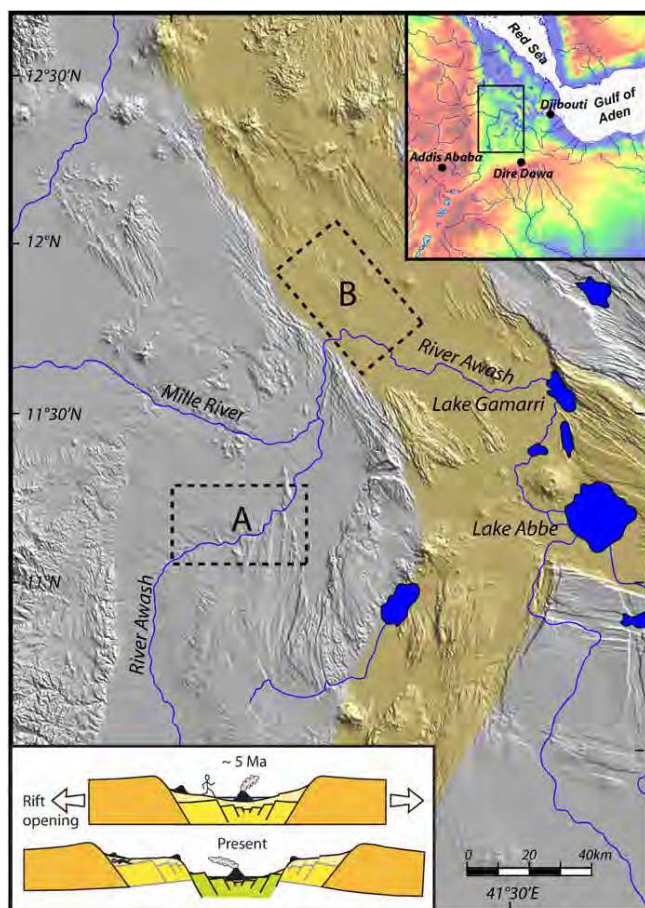 12°30'N
Red Sea
Djibouti
Gulf of
Aden
Addis Ababa
Dire Dawa
12°N
B
River Awash
Mille River
Lake Gamarri
11°30'N
A
Lake Abbe
11°N
River Awash
~ 5 Ma
Rift
opening
Present
0 20 40km
41°30'E